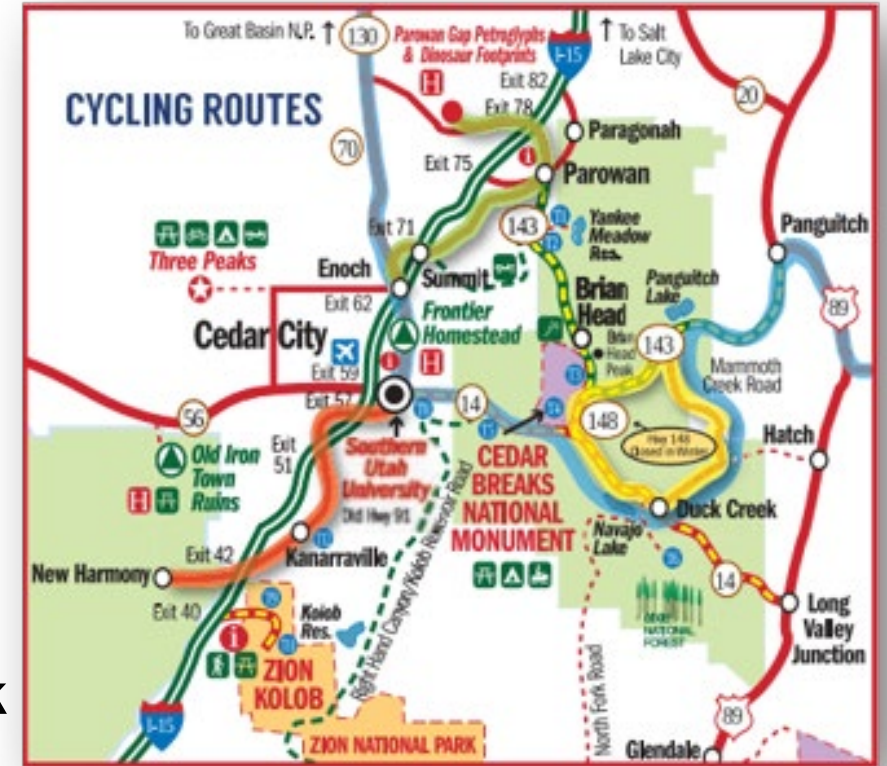 To Great Basin N.P. ↑
130
Parowan Gap Petroglyphs
& Dinosaur Footprints
I-15
↑ To Salt
Lake City
CYCLING ROUTES
H
Exit 82
Exit 78
20
70
Paragonah
Exit 75
i
Parowan
143
Yankee
Meadow
Res.
Panguitch
Exit 71
Three Peaks
Enoch
Summit
Brian
Head
Panguitch
Lake
89
Exit 62
Frontier
Homestead
Cedar City
Brian
Head
Peak
143
Mammoth
Creek Road
Exit 59
i
H
Exit 57
14
148
Hwy 148
Closed in Winter
56
Southern
Utah
University
Hatch
Old Iron
Town
Ruins
H
Exit
51
CEDAR
BREAKS
NATIONAL
MONUMENT
Old Hwy 91
Duck Creek
Navajo
Lake
Kanarraville
Exit 42
New Harmony
14
Exit 40
Kolob
Res.
Right Hand Canyon/Kolob Reservoir Road
Long
Valley
Junction
DIXIE
NATIONAL
FOREST
i
ZION
KOLOB
North Fork Road
I-15
89
ZION NATIONAL PARK
Glendale
K